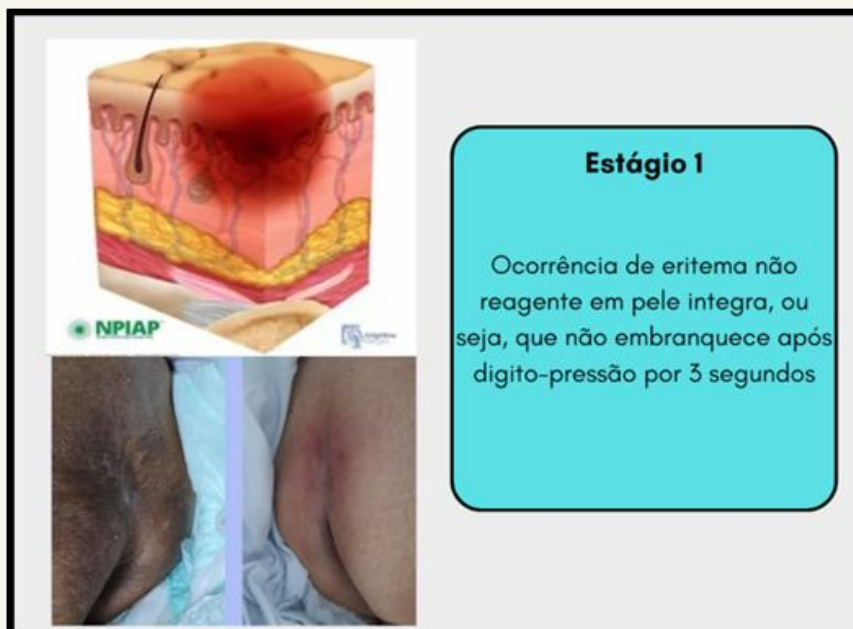 Estágio 1
Ocorrência de eritema não
reagente em pele integra, ou
seja, que não embranquece após
digito-pressão por 3 segundos
NPIAP